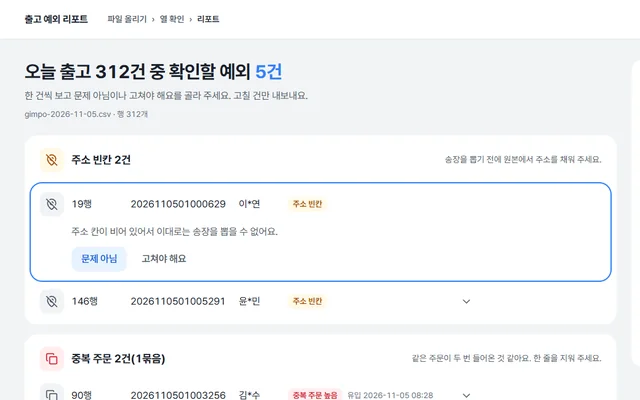 출고 예외 리포트 파일 올리기 › 열 확인 › 리포트
오늘 출고 312건 중 확인할 예외 5건
한 건씩 보고 문제 아님이나 고쳐야 해요를 골라 주세요. 고칠 건만 내보내요.
gimpo-2026-11-05.csv · 행 312개
주소 빈칸 2건 송장을 뽑기 전에 원본에서 주소를 채워 주세요.
19행 2026110501000629 이*연 주소 빈칸
주소 칸이 비어 있어서 이대로는 송장을 뽑을 수 없어요.
문제 아님 고쳐야 해요
146행 2026110501005291 윤*민 주소 빈칸
중복 주문 2건(1묶음) 같은 주문이 두 번 들어온 것 같아요. 한 줄을 지워 주세요.
90행 2026110501003256 김*수 중복 주문 높음 유입 2026-11-05 08:28